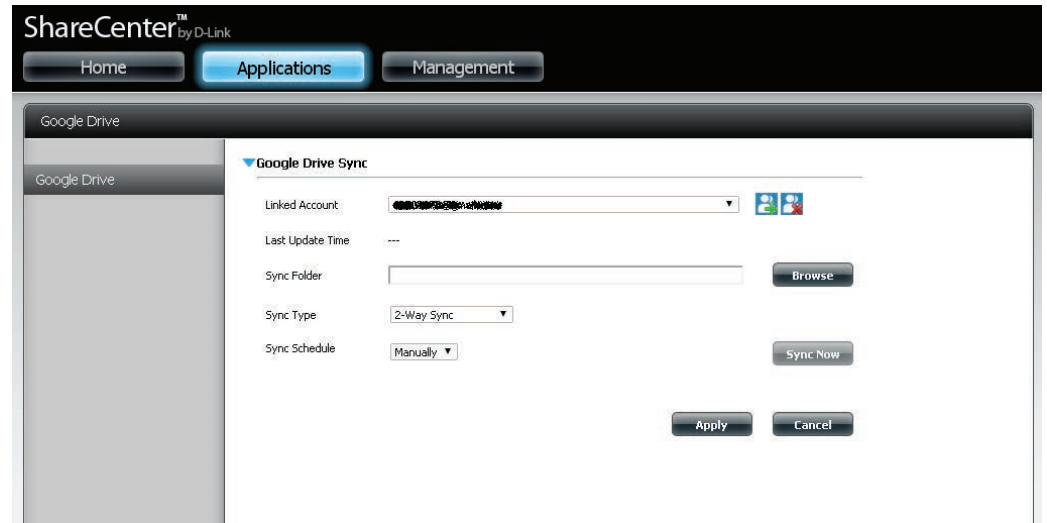 ShareCenter™ by D-Link
Home Applications Management
Google Drive
Google Drive
Google Drive Sync
Linked Account
Last Update Time ---
Sync Folder Browse
Sync Type 2-Way Sync
Sync Schedule Manually Sync Now
Apply Cancel